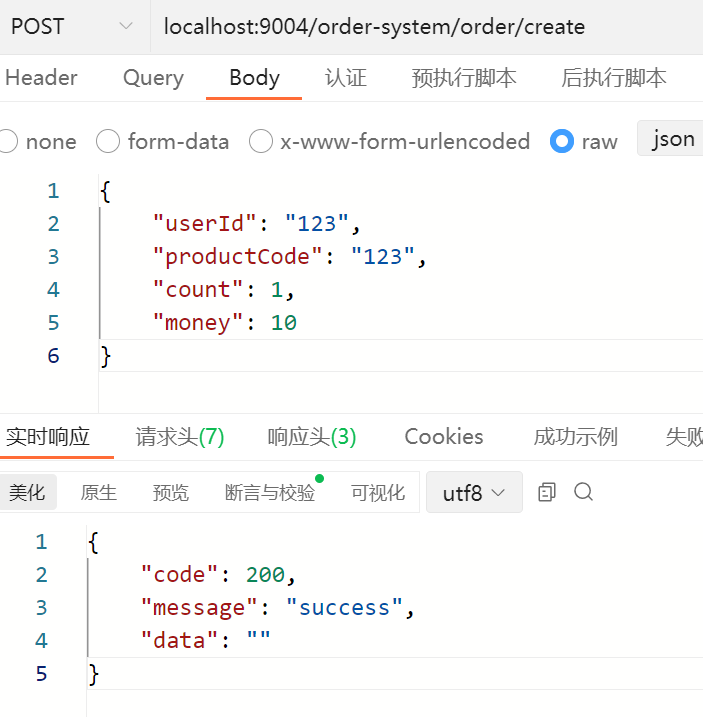 POST localhost:9004/order-system/order/create
Header Query Body 认证 预执行脚本 后执行脚本
none form-data x-www-form-urlencoded raw json
1 {
2 "userId": "123",
3 "productCode": "123",
4 "count": 1,
5 "money": 10
6 }
实时响应 请求头(7) 响应头(3) Cookies 成功示例 失败
美化 原生 预览 断言与校验 可视化 utf8
1 {
2 "code": 200,
3 "message": "success",
4 "data": ""
5 }